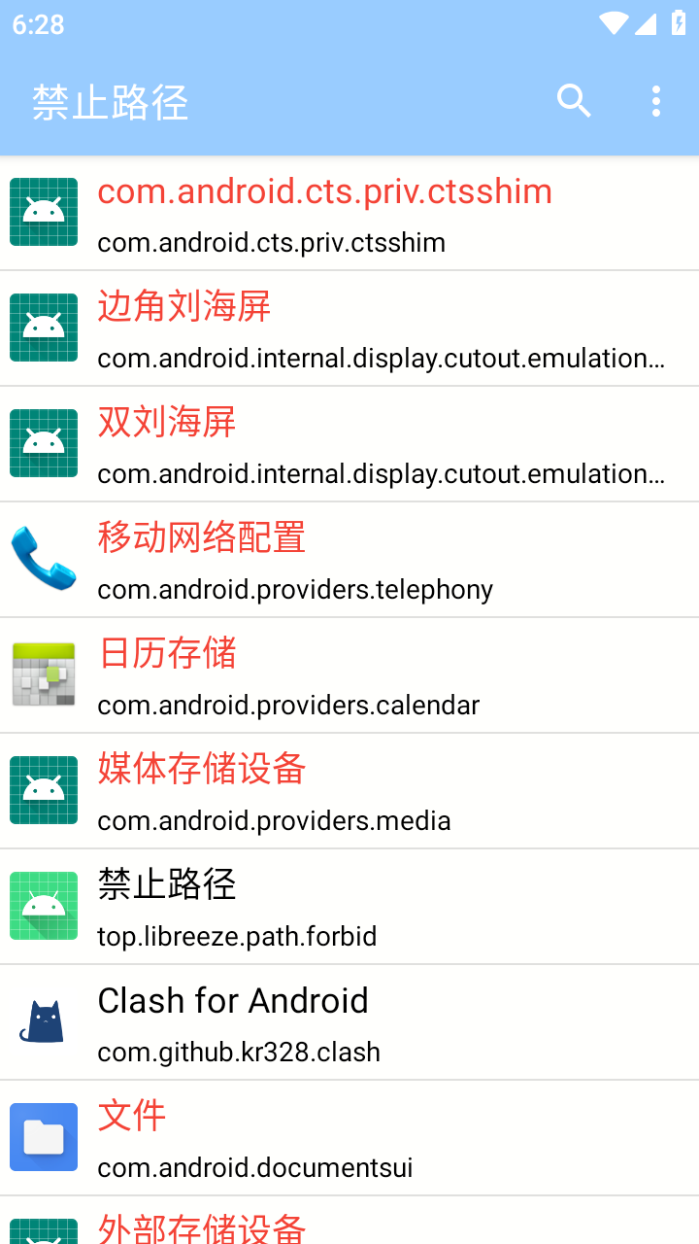 6:28
禁止路径
com.android.cts.priv.ctsshim
com.android.cts.priv.ctsshim
边角刘海屏
com.android.internal.display.cutout.emulation…
双刘海屏
com.android.internal.display.cutout.emulation…
移动网络配置
com.android.providers.telephony
日历存储
com.android.providers.calendar
媒体存储设备
com.android.providers.media
禁止路径
top.libreeze.path.forbid
Clash for Android
com.github.kr328.clash
文件
com.android.documentsui
外部存储设备